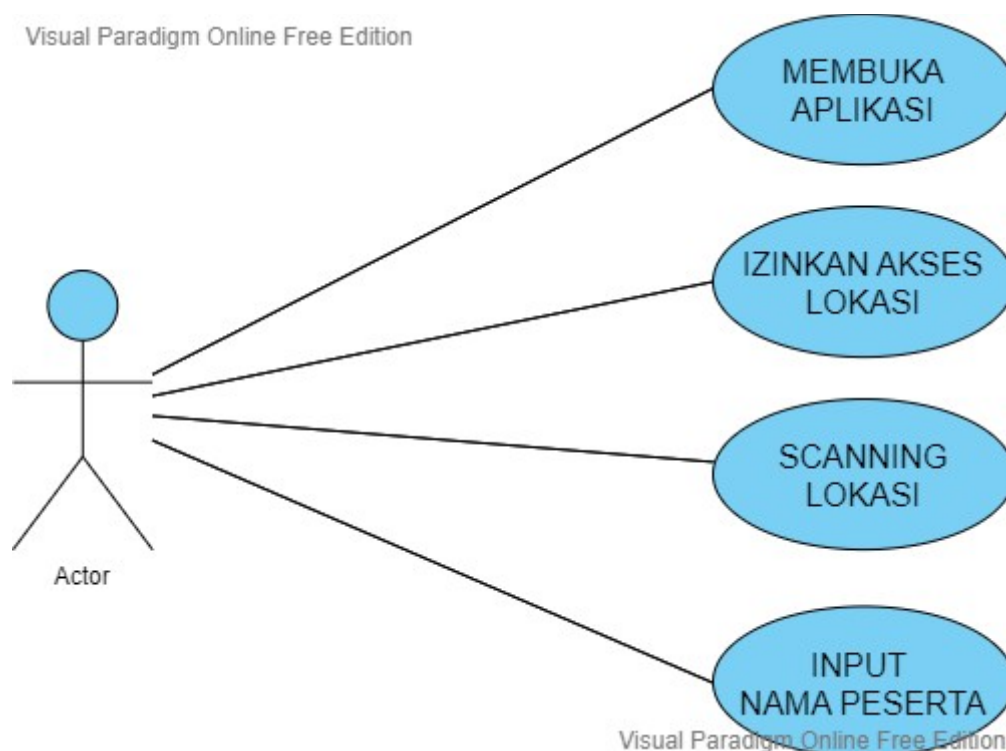 Visual Paradigm Online Free Edition
MEMBUKA
APLIKASI
IZINKAN AKSES
LOKASI
SCANNING
LOKASI
Actor
INPUT
NAMA PESERTA
Visual Paradigm Online Free Edition